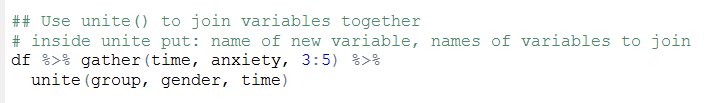 ## Use unite() to join variables together
# inside unite put: name of new variable, names of variables to join
df %>% gather(time, anxiety, 3:5) %>%
  unite(group, gender, time)